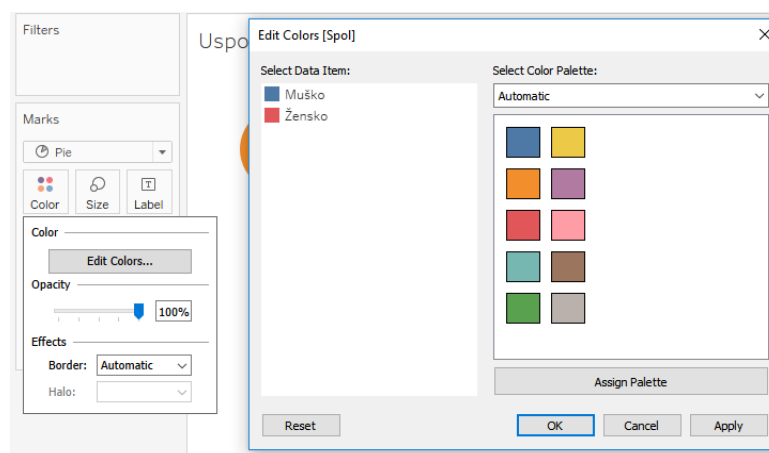 Filters
Marks
Pie
Color Size Label
T
Color
Edit Colors...
Opacity
100%
Effects
Border: Automatic
Halo:
Uspo
Edit Colors [Spol]
Select Data Item:
Muško
Žensko
Select Color Palette:
Automatic
Assign Palette
Reset OK Cancel Apply